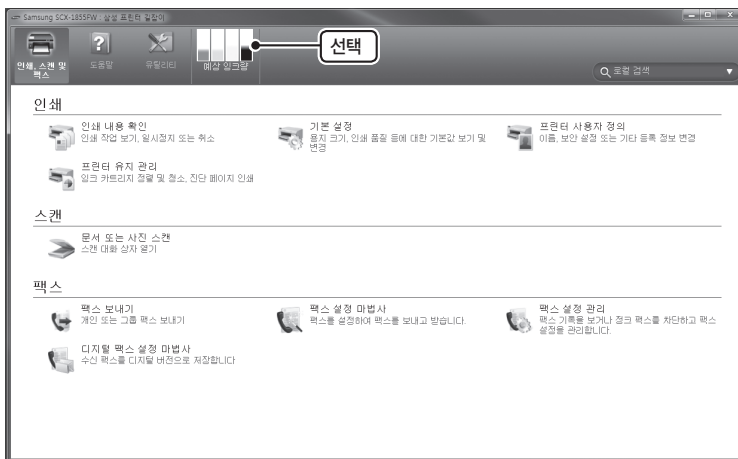 Samsung SCX-1855FW : 삼성 프린터 길잡이
인쇄, 스캔 및
팩스
도움말
유틸리티
예상 잉크량
선택
로컬 검색
인쇄
인쇄 내용 확인
인쇄 작업 보기, 일시정지 또는 취소
기본 설정
용지 크기, 인쇄 품질 등에 대한 기본값 보기 및
변경
프린터 사용자 정의
이름, 보안 설정 또는 기타 등록 정보 변경
프린터 유지 관리
잉크 카트리지 정렬 및 청소, 진단 페이지 인쇄
스캔
문서 또는 사진 스캔
스캔 대화 상자 열기
팩스
팩스 보내기
개인 또는 그룹 팩스 보내기
팩스 설정 마법사
팩스를 설정하여 팩스를 보내고 받습니다.
팩스 설정 관리
팩스 기록을 보거나 정크 팩스를 차단하고 팩스
설정을 관리합니다.
디지털 팩스 설정 마법사
수신 팩스를 디지털 버전으로 저장합니다